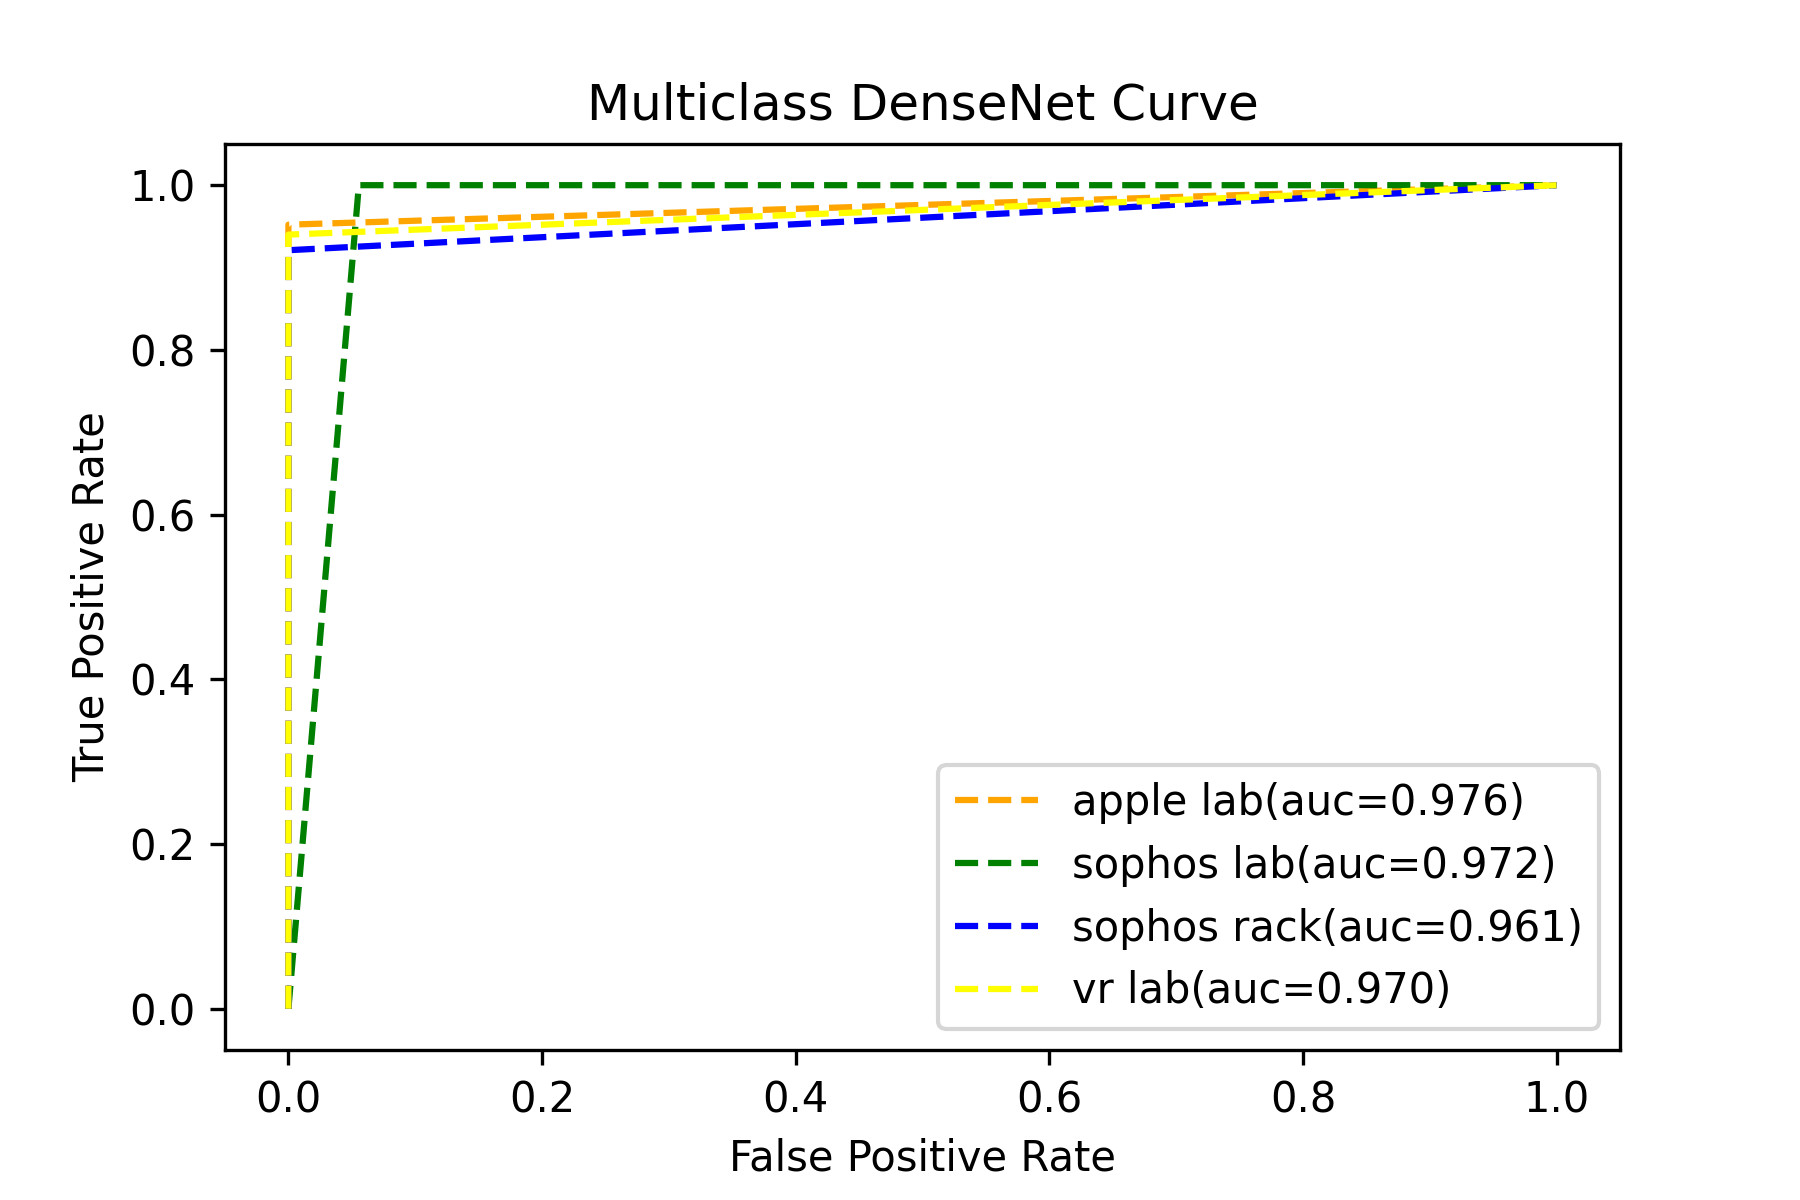 Multiclass DenseNet Curve
1.0
0.8
0.6
0.4
0.2
0.0
True Positive Rate
apple lab(auc=0.976)
sophos lab(auc=0.972)
sophos rack(auc=0.961)
vr lab(auc=0.970)
0.0 0.2 0.4 0.6 0.8 1.0
False Positive Rate